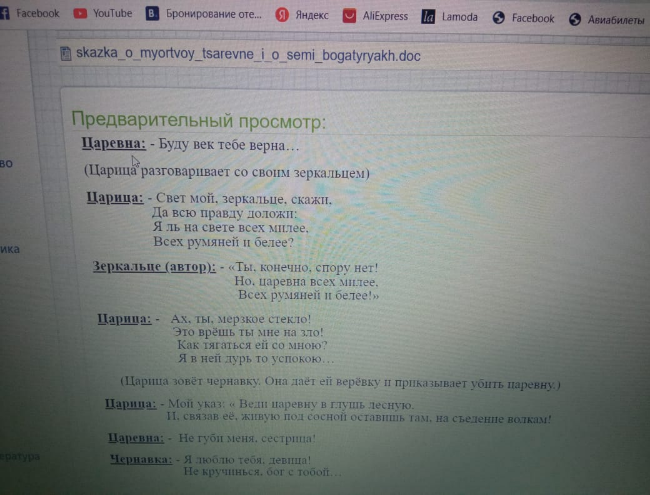 Facebook YouTube Бронирование оте... Яндекс AliExpress Lamoda Facebook Авиабилеты
skazka_o_myortvoy_tsarevne_i_o_semi_bogatyryakh.doc
Предварительный просмотр:
Царевна: - Буду век тебе верна…
во
(Царица разговаривает со своим зеркальцем)
Царица: - Свет мой, зеркальце, скажи,
Да всю правду доложи:
Я ль на свете всех милее,
Всех румяней и белее?
ика
Зеркальце (автор): - «Ты, конечно, спору нет!
Но, царевна всех милее,
Всех румяней и белее!»
Царица: - Ах, ты, мерзкое стекло!
Это врёшь ты мне на зло!
Как тягаться ей со мною?
Я в ней дурь то успокою…
(Царица зовёт чернавку. Она даёт ей верёвку и приказывает убить царевну.)
Царица: - Мой указ: « Веди царевну в глушь лесную.
И, связав её, живую под сосной оставишь там, на съедение волкам!
Царевна: - Не губи меня, сестрица!
Чернавка: - Я люблю тебя, девица!
ература
Не кручинься, бог с тобой…